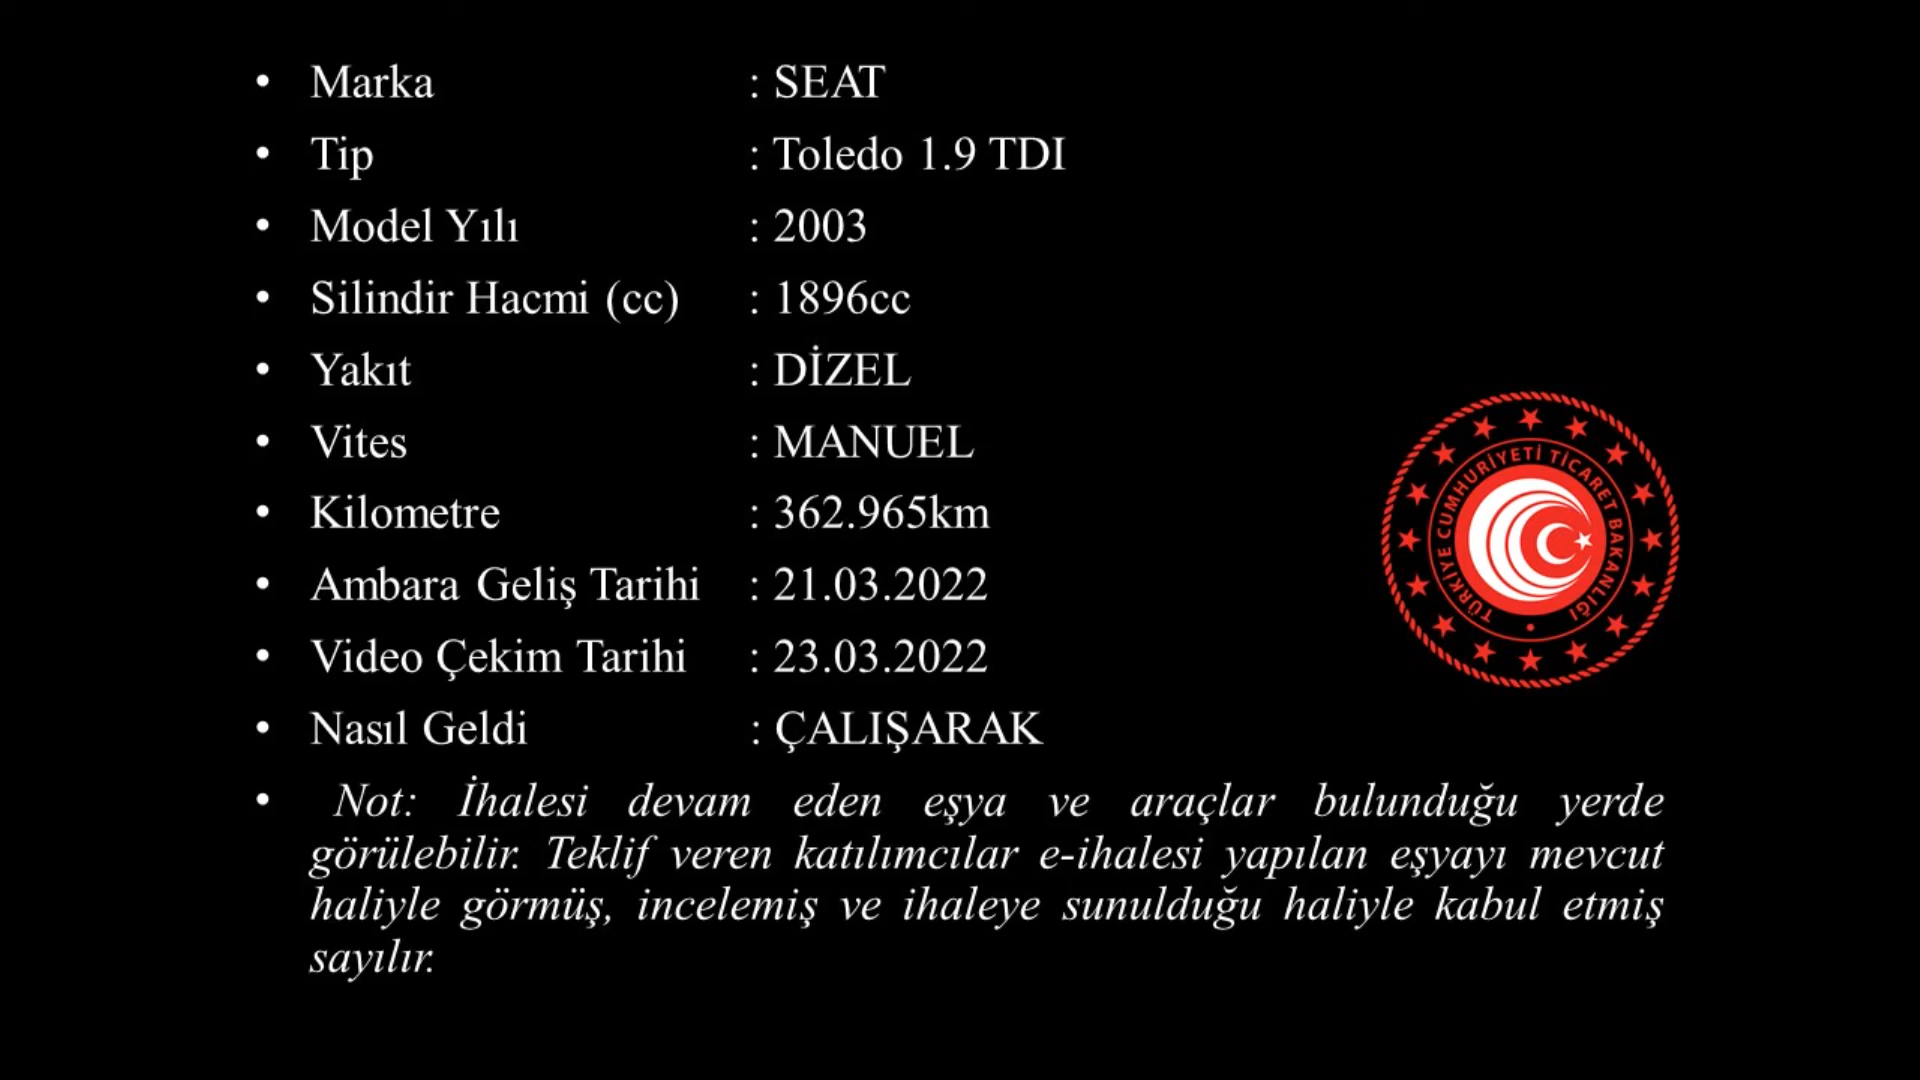 • Marka : SEAT
• Tip : Toledo 1.9 TDI
• Model Yılı : 2003
• Silindir Hacmi (cc) : 1896cc
• Yakıt : DİZEL
• Vites : MANUEL
• Kilometre : 362.965km
• Ambara Geliş Tarihi : 21.03.2022
• Video Çekim Tarihi : 23.03.2022
• Nasıl Geldi : ÇALIŞARAK
• Not: İhalesi devam eden eşya ve araçlar bulunduğu yerde
görülebilir. Teklif veren katılımcılar e-ihalesi yapılan eşyayı mevcut
haliyle görmüş, incelemiş ve ihaleye sunulduğu haliyle kabul etmiş
sayılır.
TÜRKİYE CUMHURİYETİ TİCARET BAKANLIĞI